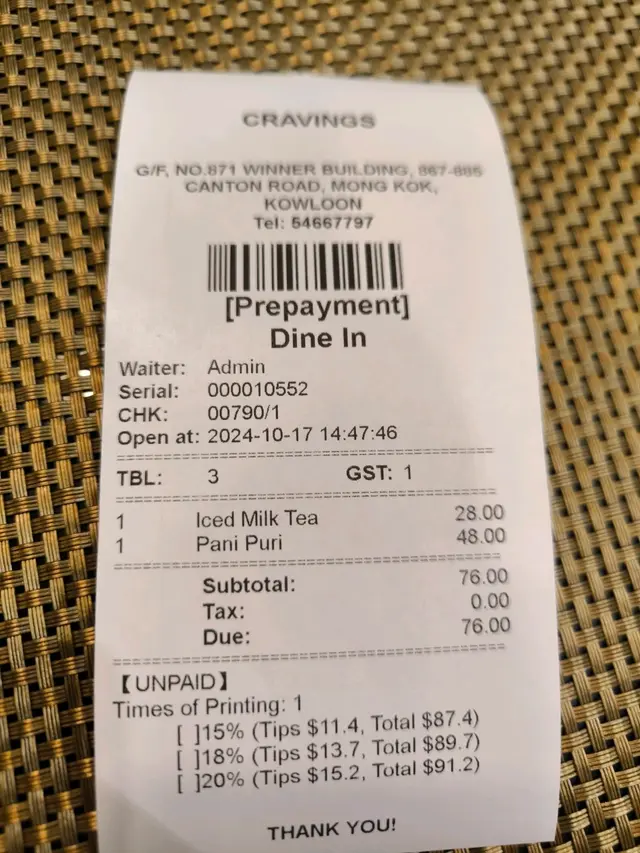 CRAVINGS
G/F, NO.871 WINNER BUILDING, 867-885
CANTON ROAD, MONG KOK,
KOWLOON
Tel: 54667797
[Prepayment]
Dine In
Waiter: Admin
Serial: 000010552
CHK: 00790/1
Open at: 2024-10-17 14:47:46
TBL: 3 GST: 1
1 Iced Milk Tea 28.00
1 Pani Puri 48.00
Subtotal: 76.00
Tax: 0.00
Due: 76.00
【UNPAID】
Times of Printing: 1
[ ]15% (Tips $11.4, Total $87.4)
[ ]18% (Tips $13.7, Total $89.7)
[ ]20% (Tips $15.2, Total $91.2)
THANK YOU!